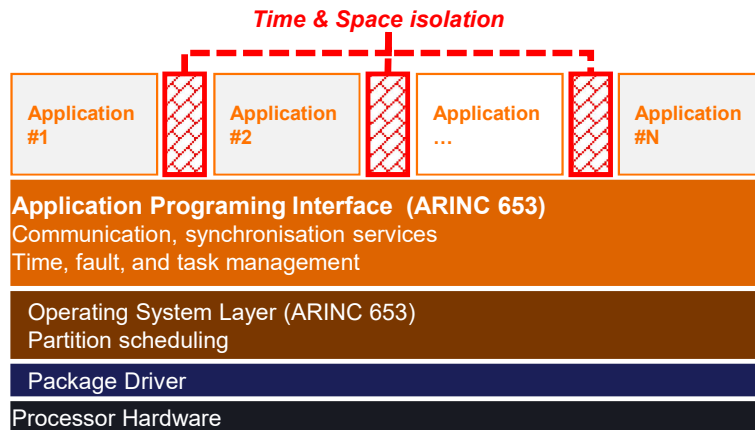 Time & Space isolation
Application
#1
Application
#2
Application
...
Application
#N
Application Programing Interface (ARINC 653)
Communication, synchronisation services
Time, fault, and task management
Operating System Layer (ARINC 653)
Partition scheduling
Package Driver
Processor Hardware